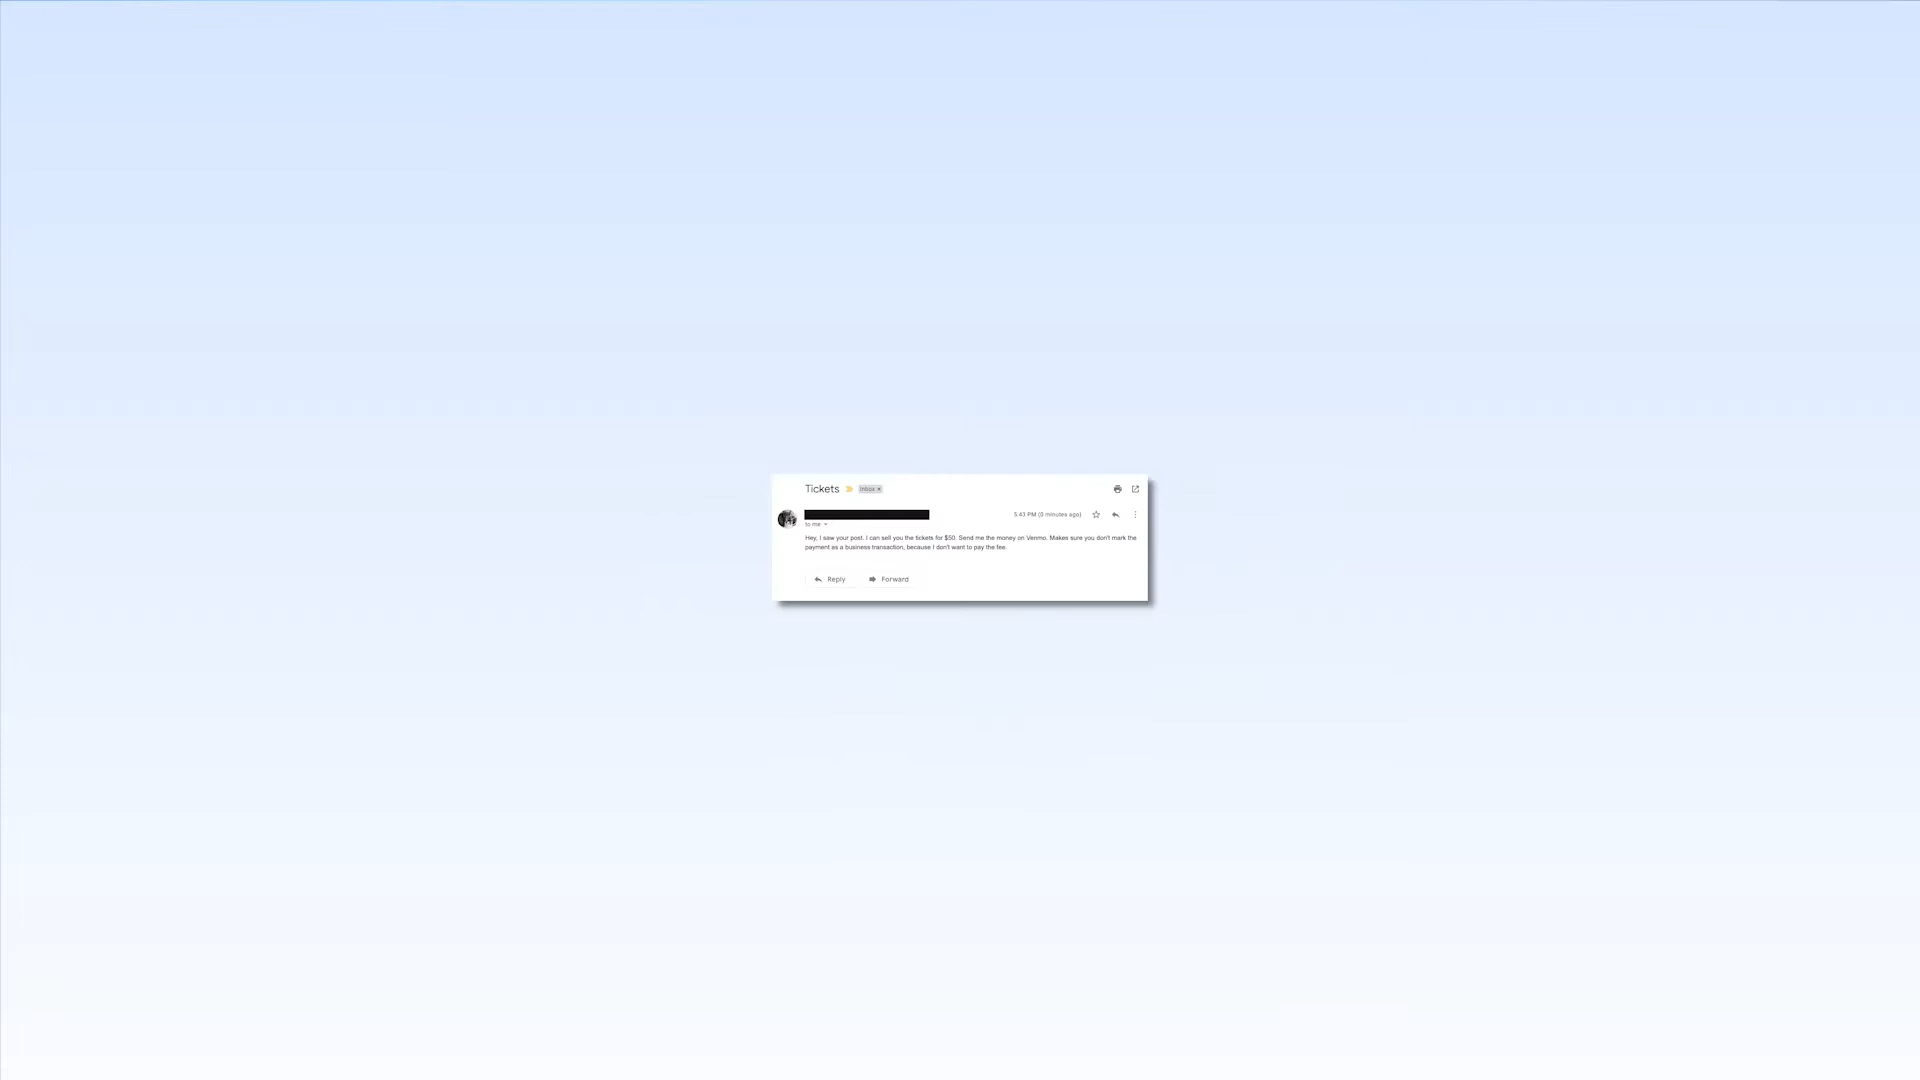 Tickets Inbox x
5:43 PM (0 minutes ago)
to me
Hey, I saw your post. I can sell you the tickets for $50. Send me the money on Venmo. Makes sure you don't mark the
payment as a business transaction, because I don't want to pay the fee.
Reply Forward